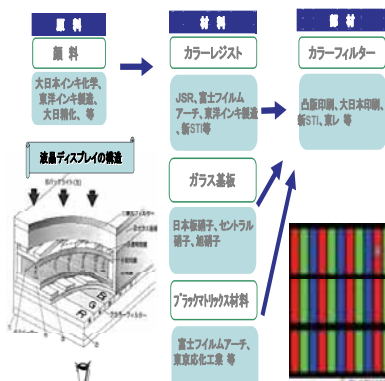 原料
顔料
大日本インキ化学、
東洋インキ製造、
大日精化、等
液晶ディスプレイの構造
材料
カラーレジスト
JSR、富士フイルム
アーチ、東洋インキ製造
、新STI等
ガラス基板
日本板硝子、セントラル
硝子、旭硝子
ブラックマトリックス材料
富士フイルムアーチ、
東京応化工業 等
部材
カラーフィルター
凸版印刷、大日本印刷、
新STI、東レ 等